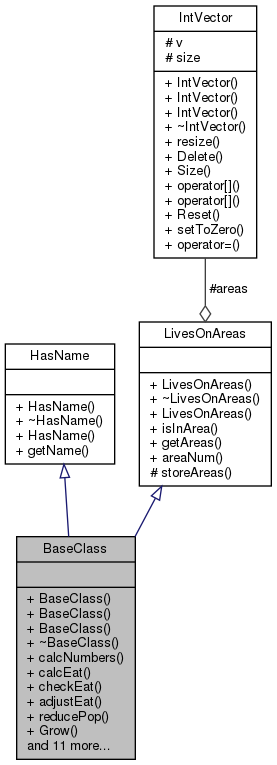 IntVector
# v
# size
+ IntVector()
+ IntVector()
+ IntVector()
+ ~IntVector()
+ resize()
+ Delete()
+ Size()
+ operator[]()
+ operator[]()
+ Reset()
+ setToZero()
+ operator=()
#areas
LivesOnAreas
+ LivesOnAreas()
+ ~LivesOnAreas()
+ LivesOnAreas()
+ isInArea()
+ getAreas()
+ areaNum()
# storeAreas()
HasName
+ HasName()
+ ~HasName()
+ HasName()
+ getName()
BaseClass
+ BaseClass()
+ BaseClass()
+ BaseClass()
+ ~BaseClass()
+ calcNumbers()
+ calcEat()
+ checkEat()
+ adjustEat()
+ reducePop()
+ Grow()
and 11 more...